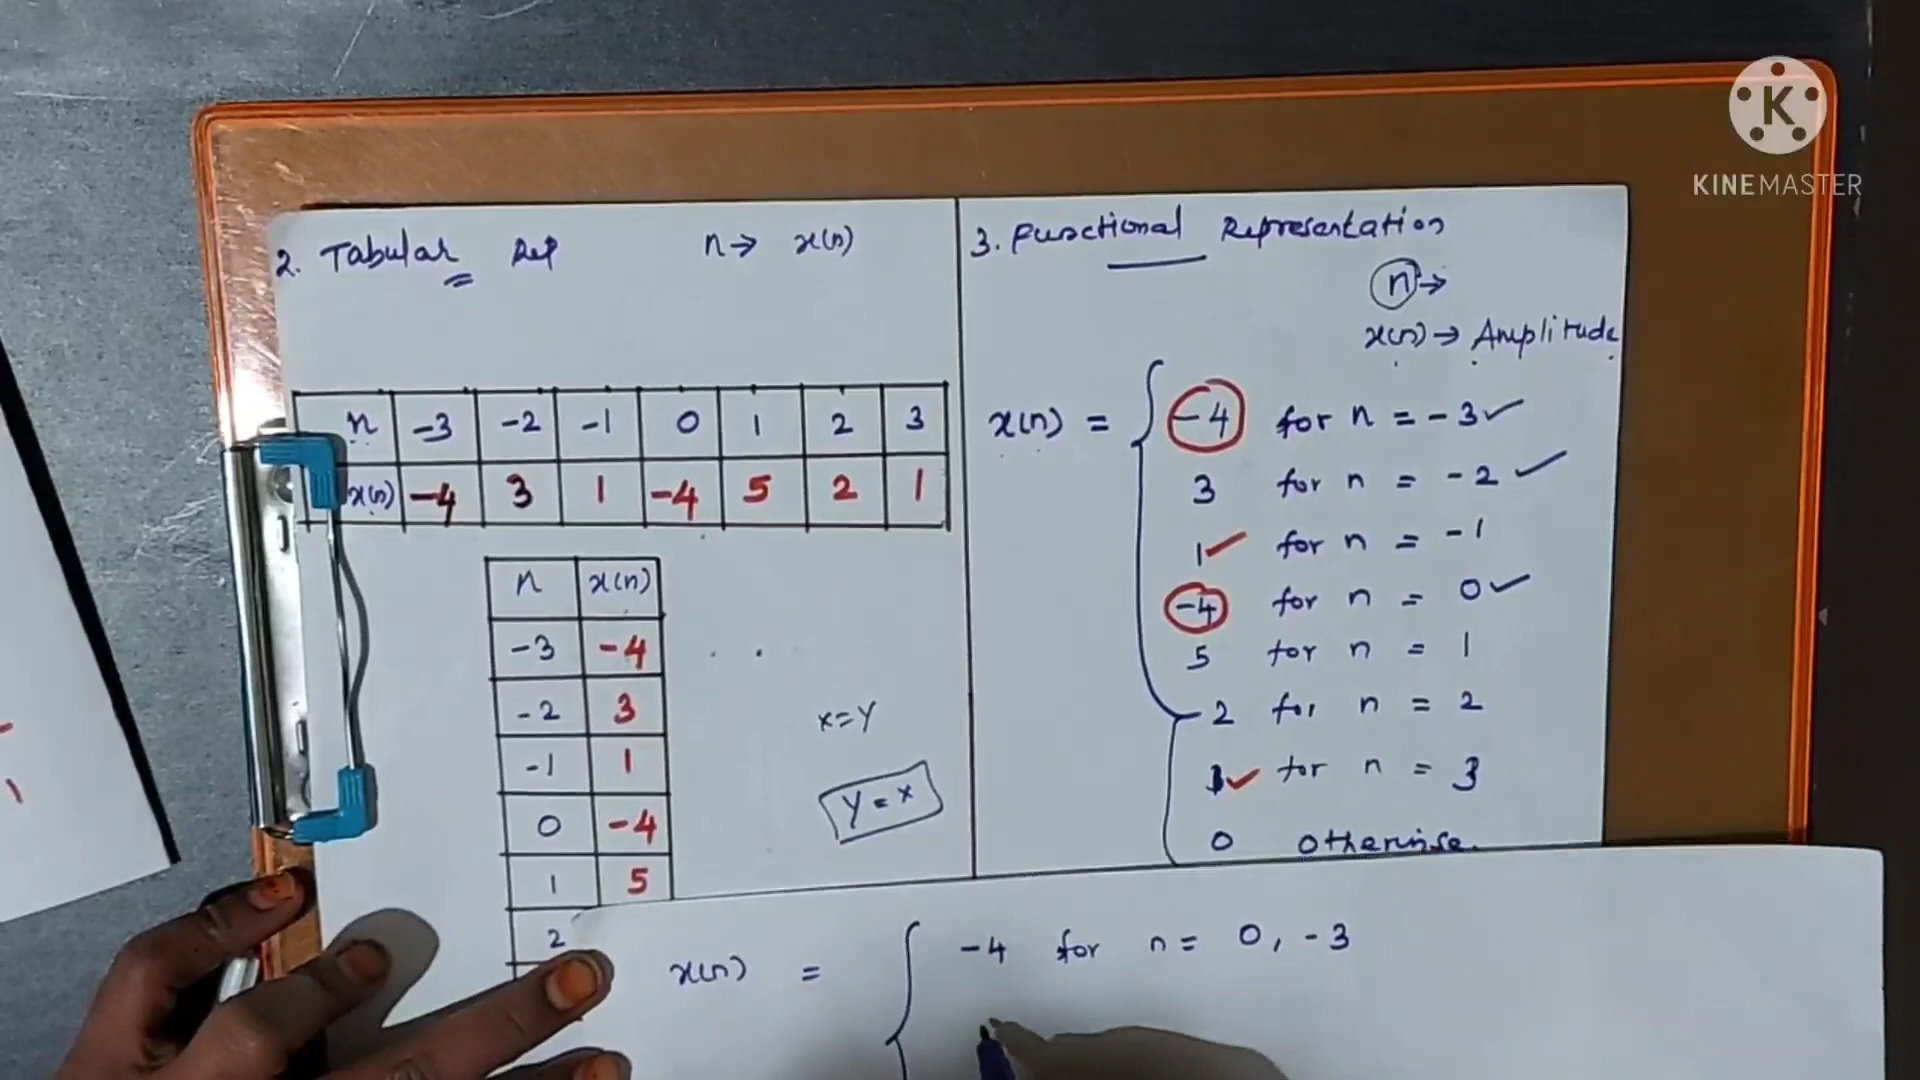 KINEMASTER
2. Tabular Rep n → x(n)
n -3 -2 -1 0 1 2 3
x(n) -4 3 1 -4 5 2 1
n x(n)
-3 -4
-2 3
-1 1
0 -4
1 5
2
x=y
y=x
3. Functional Representation
n →
x(n) → Amplitude
x(n) = { -4 for n = -3 ✓
3 for n = -2 ✓
1 ✓ for n = -1
-4 for n = 0 ✓
5 for n = 1
2 for n = 2
1 ✓ for n = 3
0 otherwise.
x(n) = { -4 for n = 0, -3